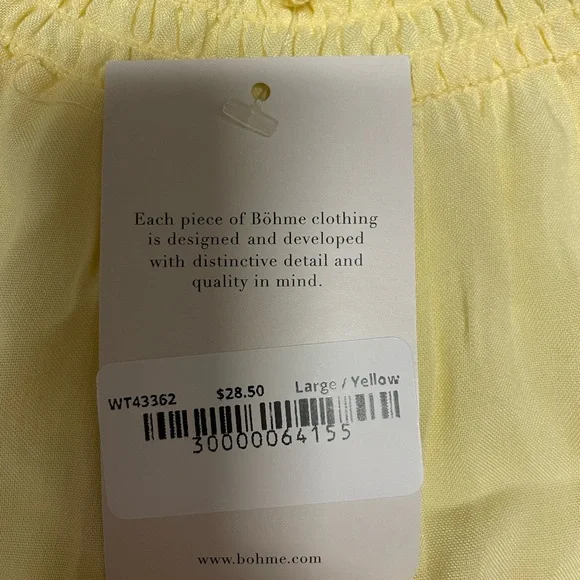 Each piece of Böhme clothing
is designed and developed
with distinctive detail and
quality in mind.
WT43362 $28.50 Large / Yellow
30000064155
www.bohme.com